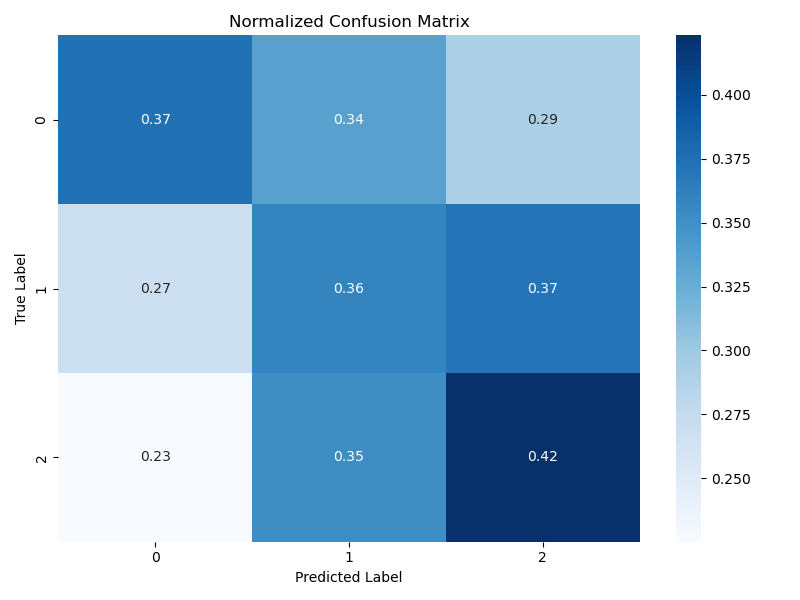 Normalized Confusion Matrix
True Label
0
0.37 0.34 0.29
1
0.27 0.36 0.37
2
0.23 0.35 0.42
0 1 2
Predicted Label
0.400
0.375
0.350
0.325
0.300
0.275
0.250